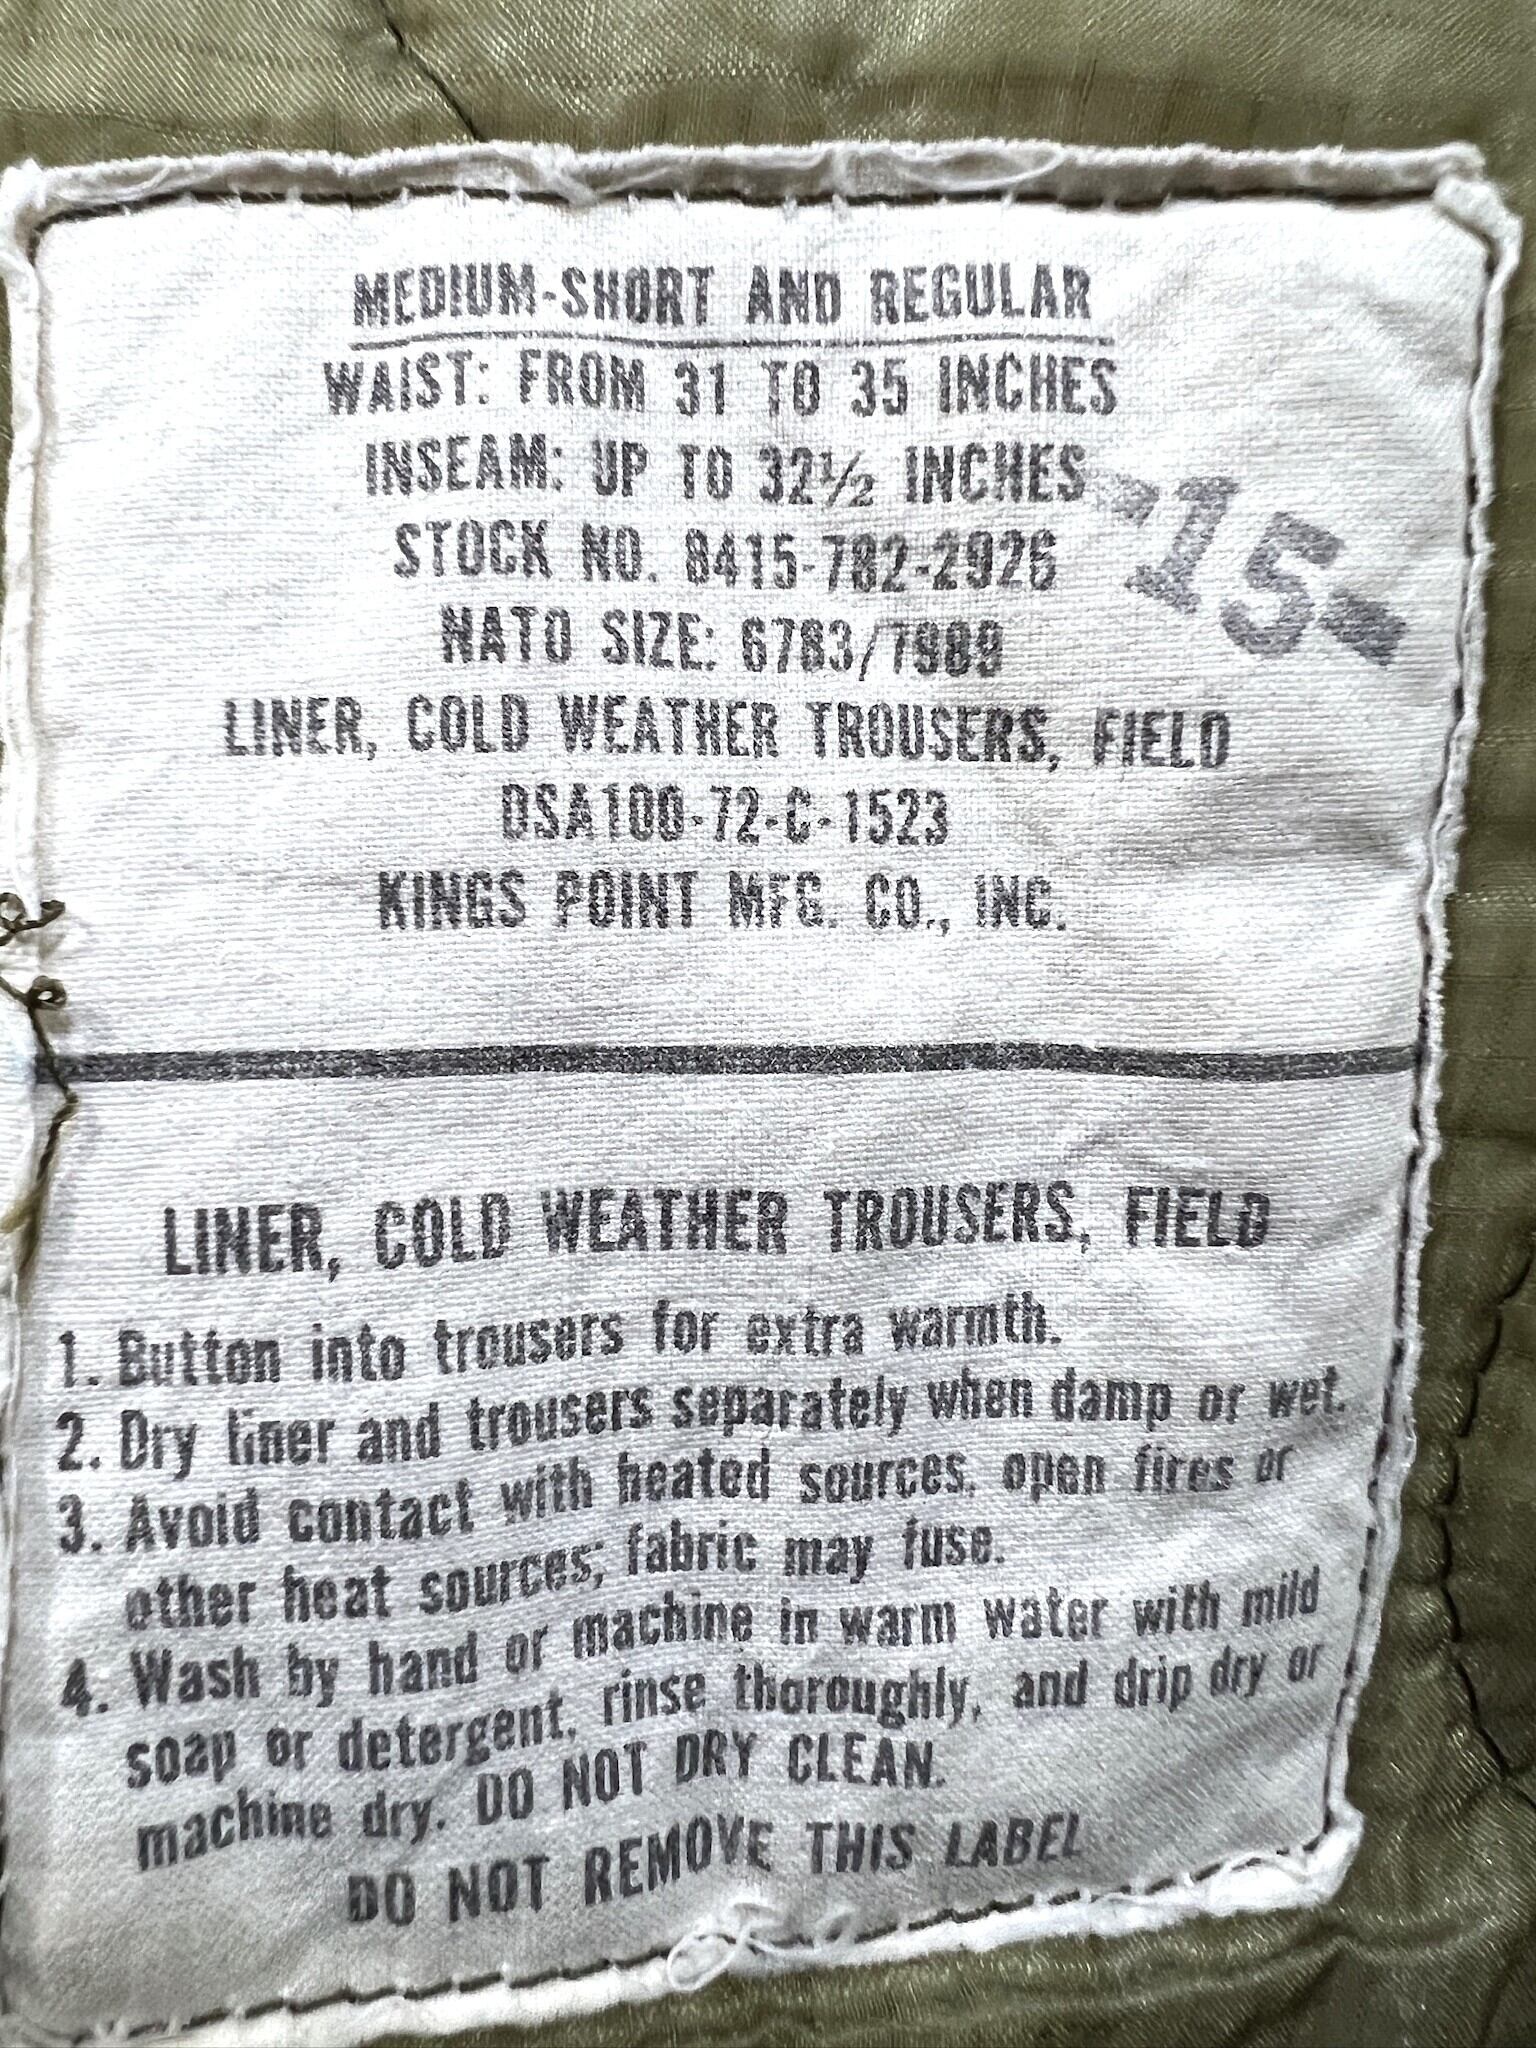 MEDIUM-SHORT AND REGULAR
WAIST: FROM 31 TO 35 INCHES
INSEAM: UP TO 32½ INCHES
-15-
STOCK NO. 8415-782-2926
NATO SIZE: 6783/7989
LINER, COLD WEATHER TROUSERS, FIELD
DSA100-72-C-1523
KINGS POINT MFG. CO., INC.
LINER, COLD WEATHER TROUSERS, FIELD
1. Button into trousers for extra warmth.
2. Dry liner and trousers separately when damp or wet.
3. Avoid contact with heated sources, open fires or
other heat sources; fabric may fuse.
4. Wash by hand or machine in warm water with mild
soap or detergent, rinse thoroughly, and drip dry or
machine dry. DO NOT DRY CLEAN.
DO NOT REMOVE THIS LABEL